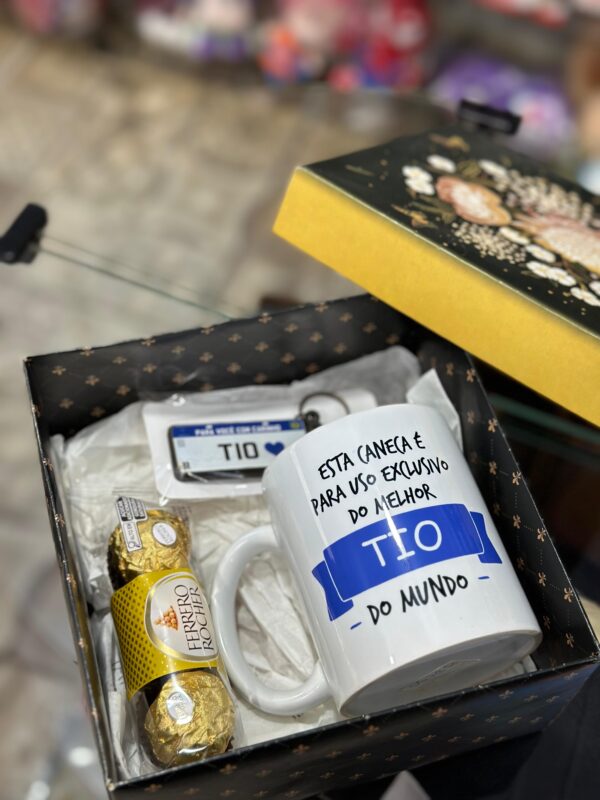 PARA VOCÊ COM CARINHO
TIO
ESTA CANECA É
PARA USO EXCLUSIVO
DO MELHOR
TIO
DO MUNDO
FERRERO
ROCHER